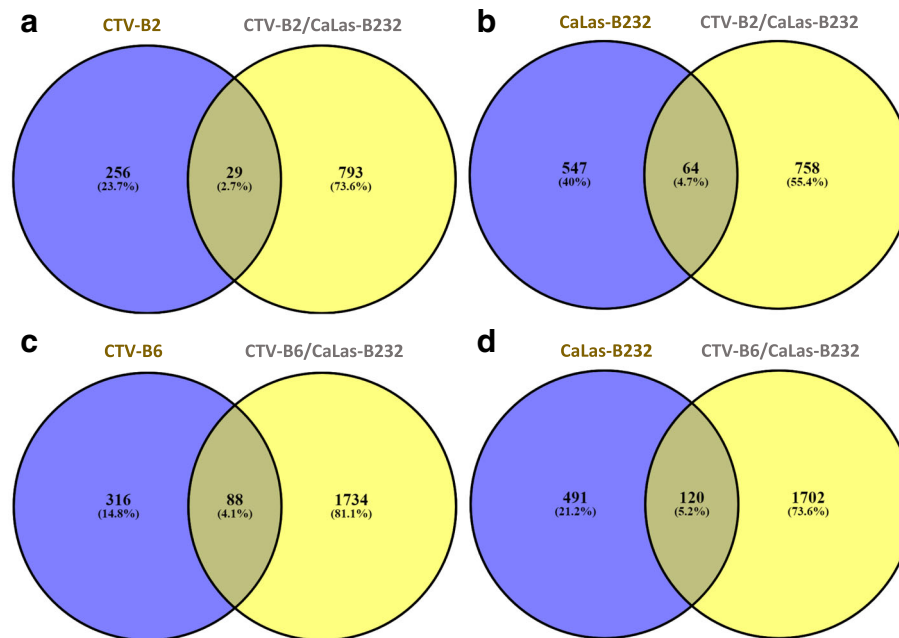 a
CTV-B2
CTV-B2/CaLas-B232
256
(23.7%)
29
(2.7%)
793
(73.6%)
b
CaLas-B232
CTV-B2/CaLas-B232
547
(40%)
64
(4.7%)
758
(55.4%)
c
CTV-B6
CTV-B6/CaLas-B232
316
(14.8%)
88
(4.1%)
1734
(81.1%)
d
CaLas-B232
CTV-B6/CaLas-B232
491
(21.2%)
120
(5.2%)
1702
(73.6%)